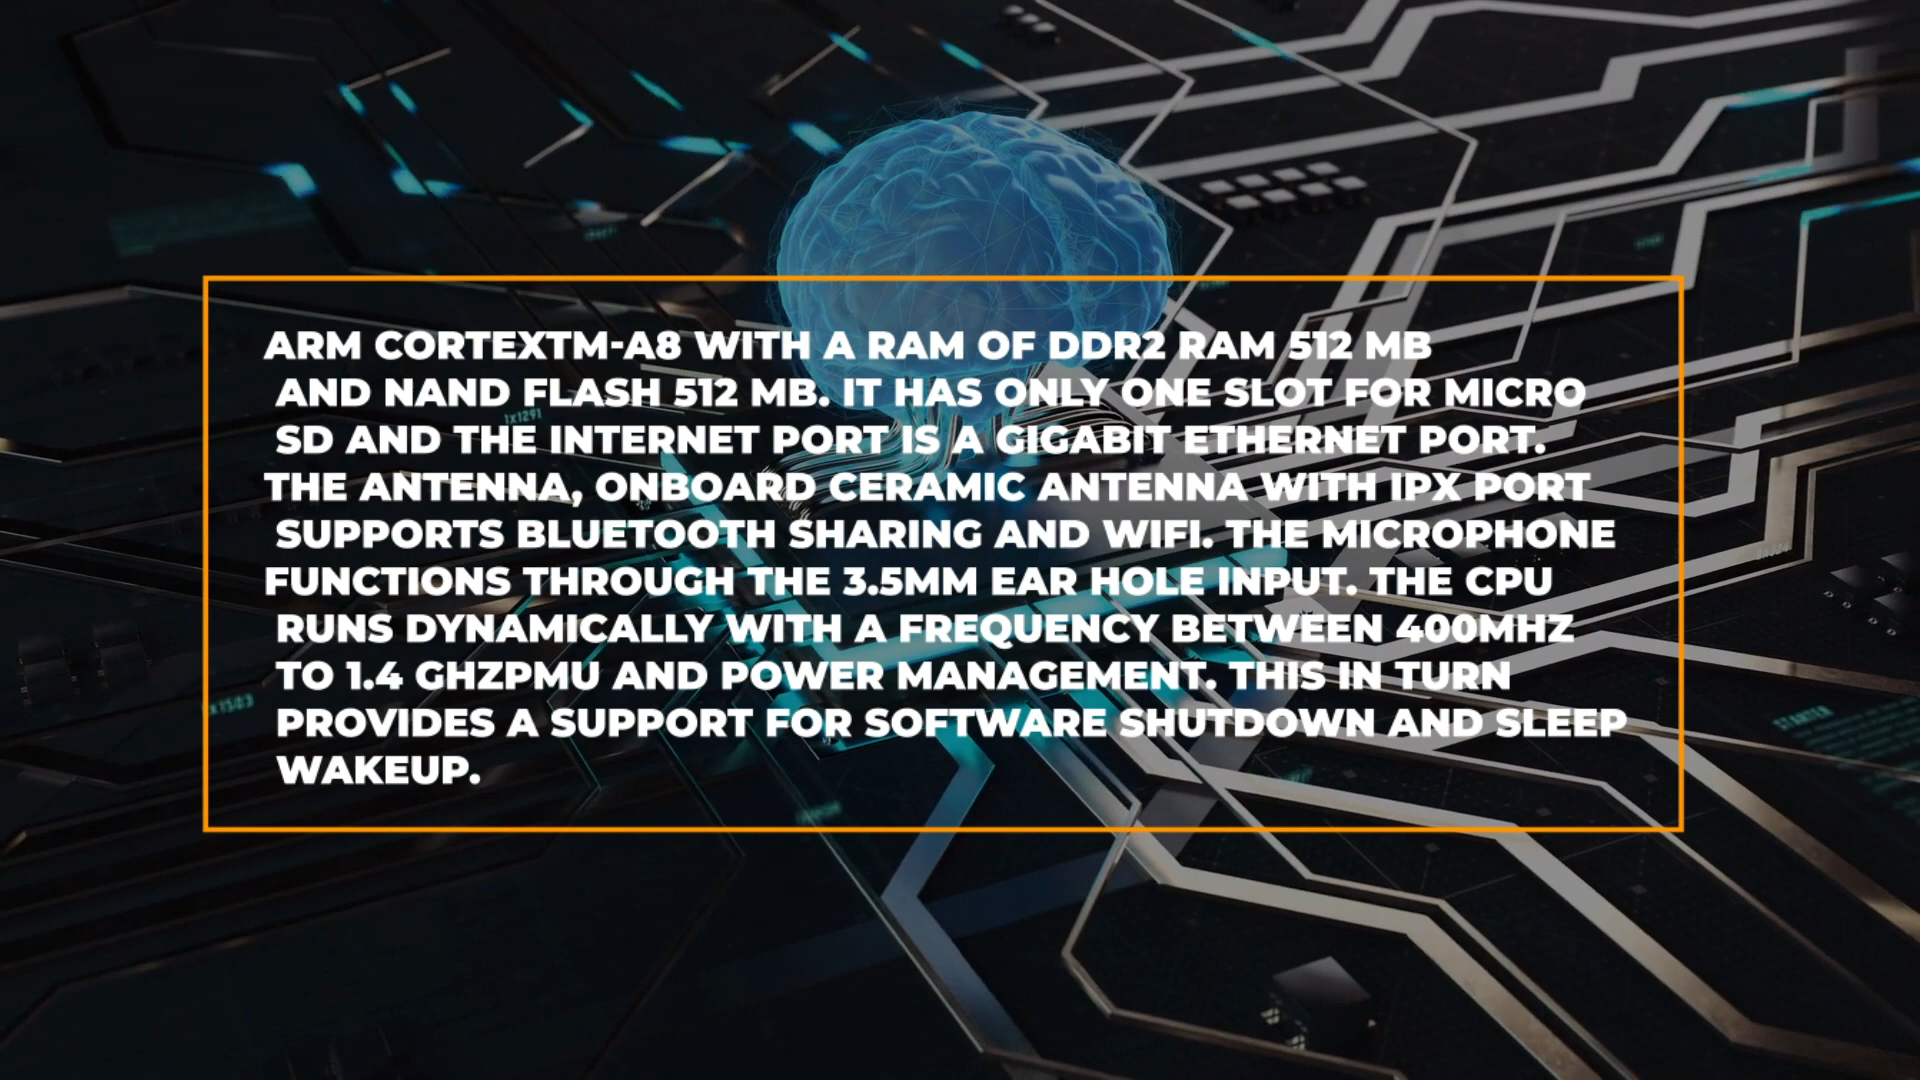 ARM CORTEXTM-A8 WITH A RAM OF DDR2 RAM 512 MB
AND NAND FLASH 512 MB. IT HAS ONLY ONE SLOT FOR MICRO
SD AND THE INTERNET PORT IS A GIGABIT ETHERNET PORT.
THE ANTENNA, ONBOARD CERAMIC ANTENNA WITH IPX PORT
SUPPORTS BLUETOOTH SHARING AND WIFI. THE MICROPHONE
FUNCTIONS THROUGH THE 3.5MM EAR HOLE INPUT. THE CPU
RUNS DYNAMICALLY WITH A FREQUENCY BETWEEN 400MHZ
TO 1.4 GHZPMU AND POWER MANAGEMENT. THIS IN TURN
PROVIDES A SUPPORT FOR SOFTWARE SHUTDOWN AND SLEEP
WAKEUP.
1x1291
x1503
STARTER